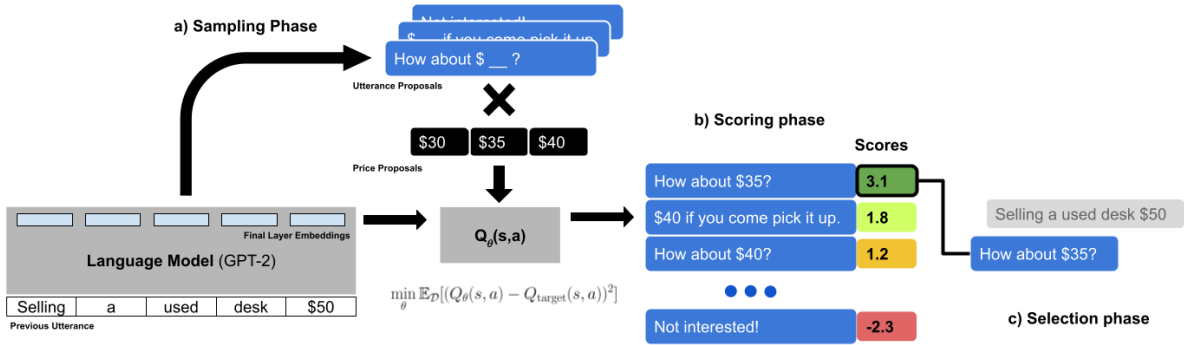 a) Sampling Phase
Not interested!
$ __ if you come pick it up
How about $ __ ?
Utterance Proposals
$30 $35 $40
Price Proposals
Final Layer Embeddings
Language Model (GPT-2)
Selling a used desk $50
Previous Utterance
Qθ(s,a)
min θ 𝔼𝒟[(Qθ(s, a) − Qtarget(s, a))²]
b) Scoring phase
Scores
How about $35? 3.1
$40 if you come pick it up. 1.8
How about $40? 1.2
Not interested! -2.3
Selling a used desk $50
How about $35?
c) Selection phase